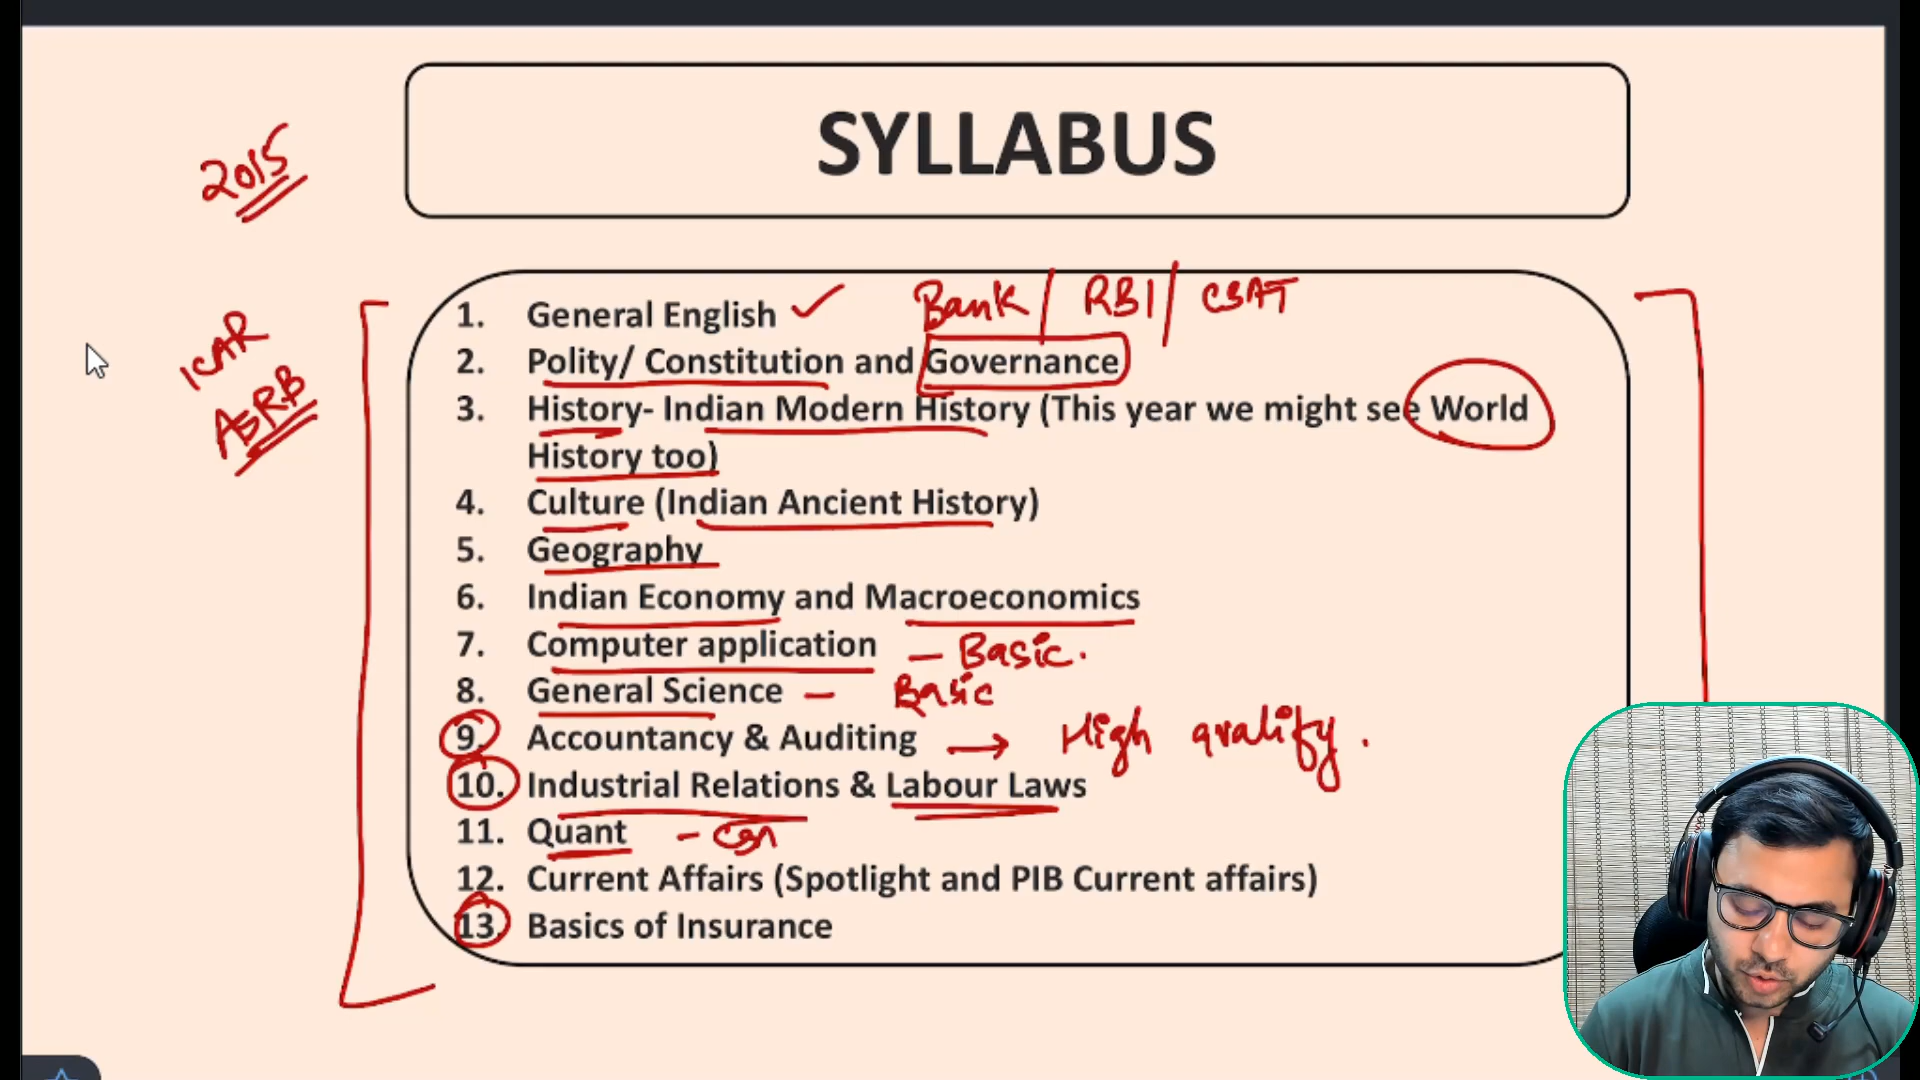 SYLLABUS
2015
ICAR
ASRB
1. General English Bank / RBI / CSAT
2. Polity/ Constitution and Governance
3. History- Indian Modern History (This year we might see World
History too)
4. Culture (Indian Ancient History)
5. Geography
6. Indian Economy and Macroeconomics
7. Computer application – Basic.
8. General Science – Basic
9. Accountancy & Auditing → High qualify.
10. Industrial Relations & Labour Laws
11. Quant –
12. Current Affairs (Spotlight and PIB Current affairs)
13. Basics of Insurance